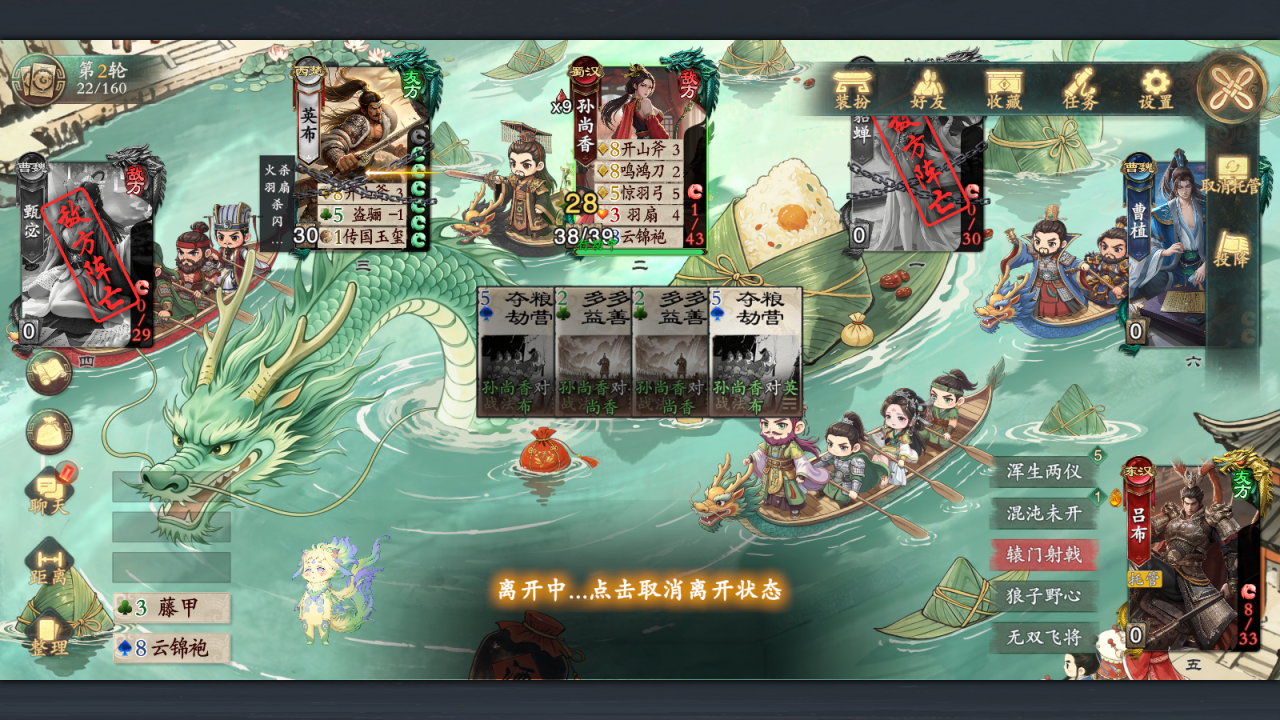 第2轮
22/160
西楚
英布
友方
火杀
羽扇
杀杀
闪
…
5 盗骊 -1
1传国玉玺
30
三
蜀汉
孙尚香
敌方
x9
8开山斧 3
8鸣鸿刀 2
5惊羽弓 5
3 羽扇 4
云锦袍
28
38/39
1/43
二
敌方阵亡
0
0/30
一
装扮
好友
收藏
任务
设置
取消托管
投降
曹魏
甄宓
敌方
敌方阵亡
0
0/29
四
曹魏
曹植
0
六
5 夺粮劫营
孙尚香对
布
2 多多益善
孙尚香对
尚香
2 多多益善
孙尚香对
尚香
5 夺粮劫营
孙尚香对英
布
聊天
距离
整理
3 藤甲
8 云锦袍
离开中...点击取消离开状态
浑生两仪
5
混沌未开
1
辕门射戟
狼子野心
无双飞将
东汉
吕布
友方
托管
0
8/33
五